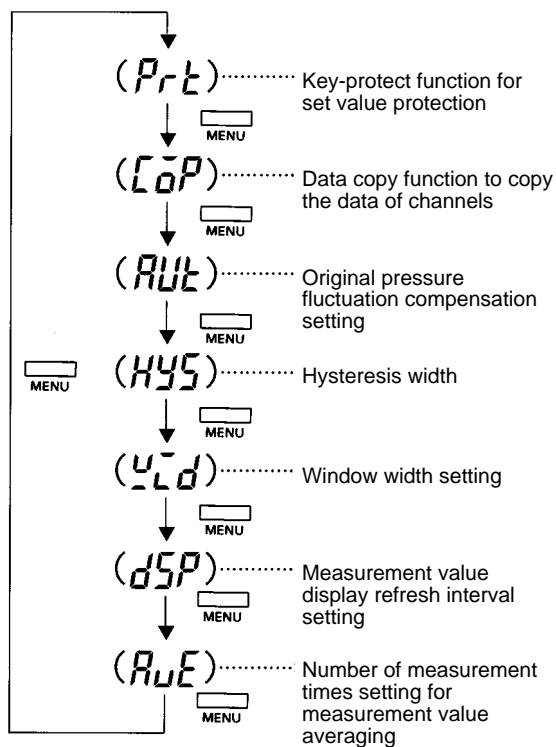 (Prt) ............ Key-protect function for
set value protection
MENU
(CoP) ............ Data copy function to copy
the data of channels
MENU
(AUt) ............ Original pressure
fluctuation compensation
setting
MENU
MENU
(HYS) ............ Hysteresis width
MENU
(wid) ............ Window width setting
MENU
(dSP) ............ Measurement value
display refresh interval
setting
MENU
(AvE) ............ Number of measurement
times setting for
measurement value
averaging
MENU